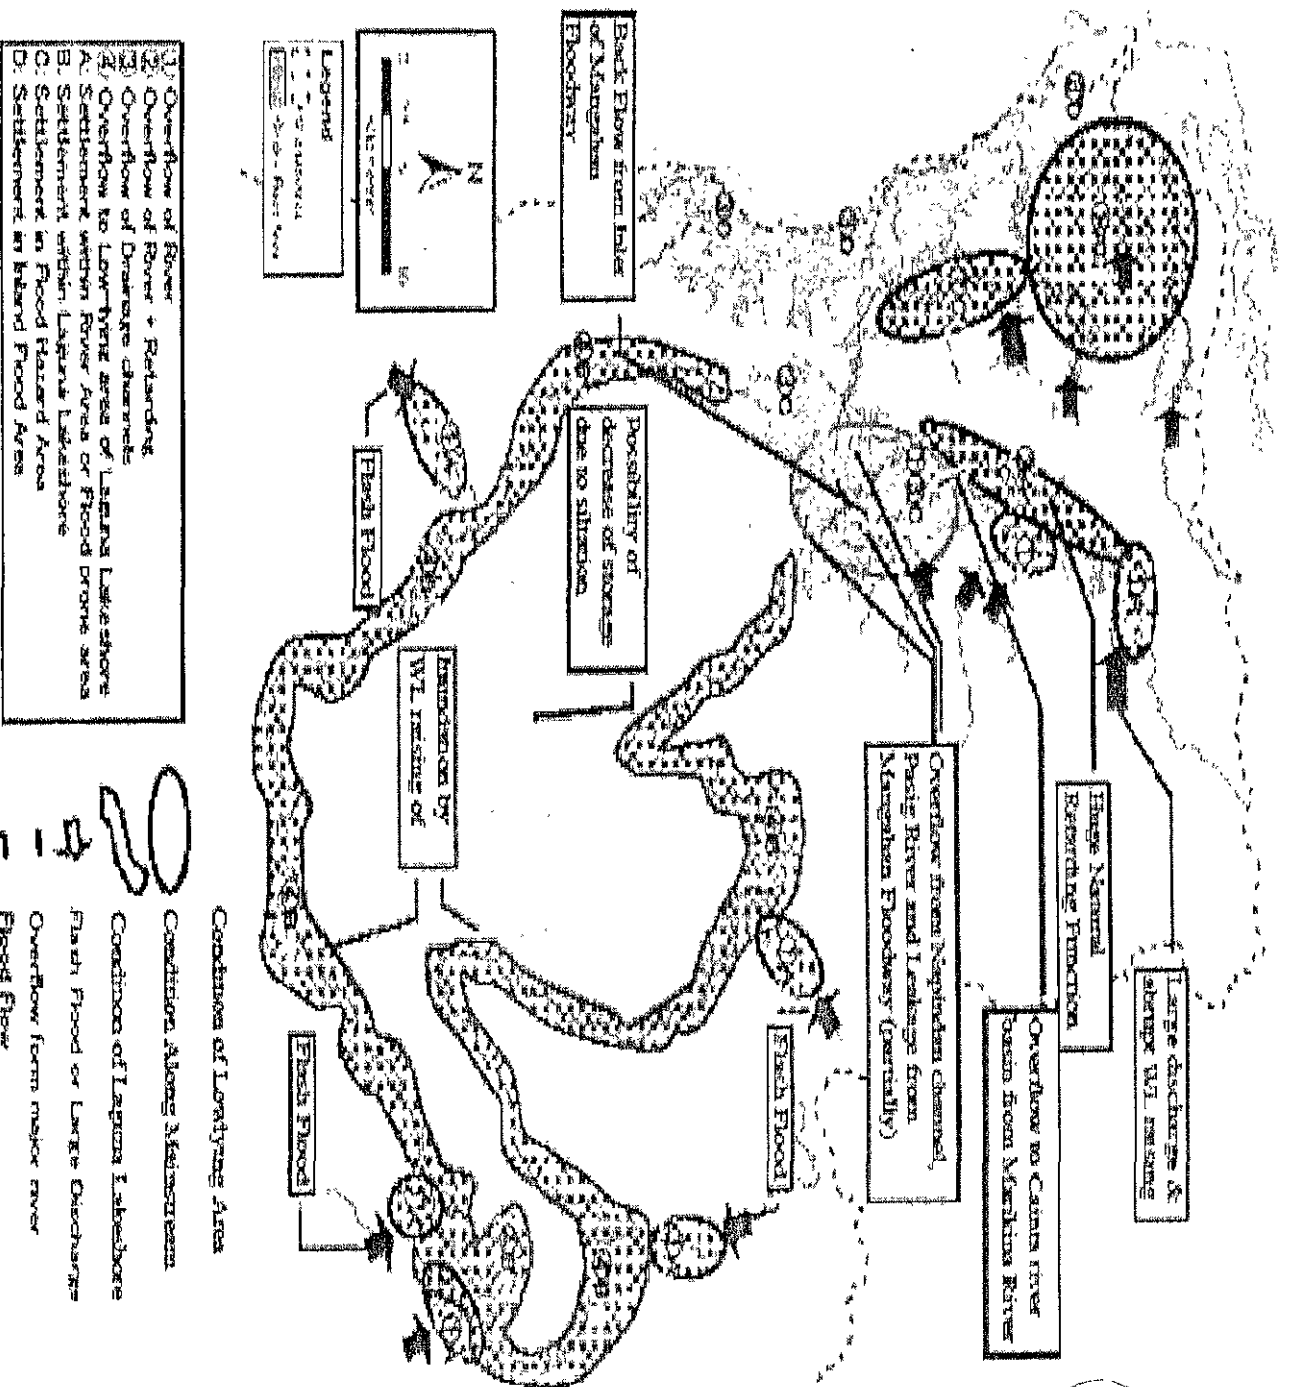 Large discharge &
abrupt WL raising
Overflow to Cainta river
basin from Marikina River
Huge Natural
Retarding Function
Overflow from Napindan channel,
Pasig River and Leakage from
Mangahan Floodway (partially)
Back Flow from Inlet
of Mangahan
Floodway
Possibility of
decrease of storage
due to siltation
Flash Flood
Flash Flood
Flash Flood
Inundation by
WL raising of
N
Legend
① Overflow of River
② Overflow of River + Retarding
③ Overflow of Drainage channels
④ Overflow to Low-lying area of Laguna Lakeshore
A: Settlement within River Area or Flood prone area
B: Settlement within Laguna Lakeshore
C: Settlement in Flood Hazard Area
D: Settlement in Inland Flood Area
Condition of Lowlying Area
Condition Along Mainstream
Condition of Laguna Lakeshore
Flash Flood or Large Discharge
Overflow form major river
Flood Flow